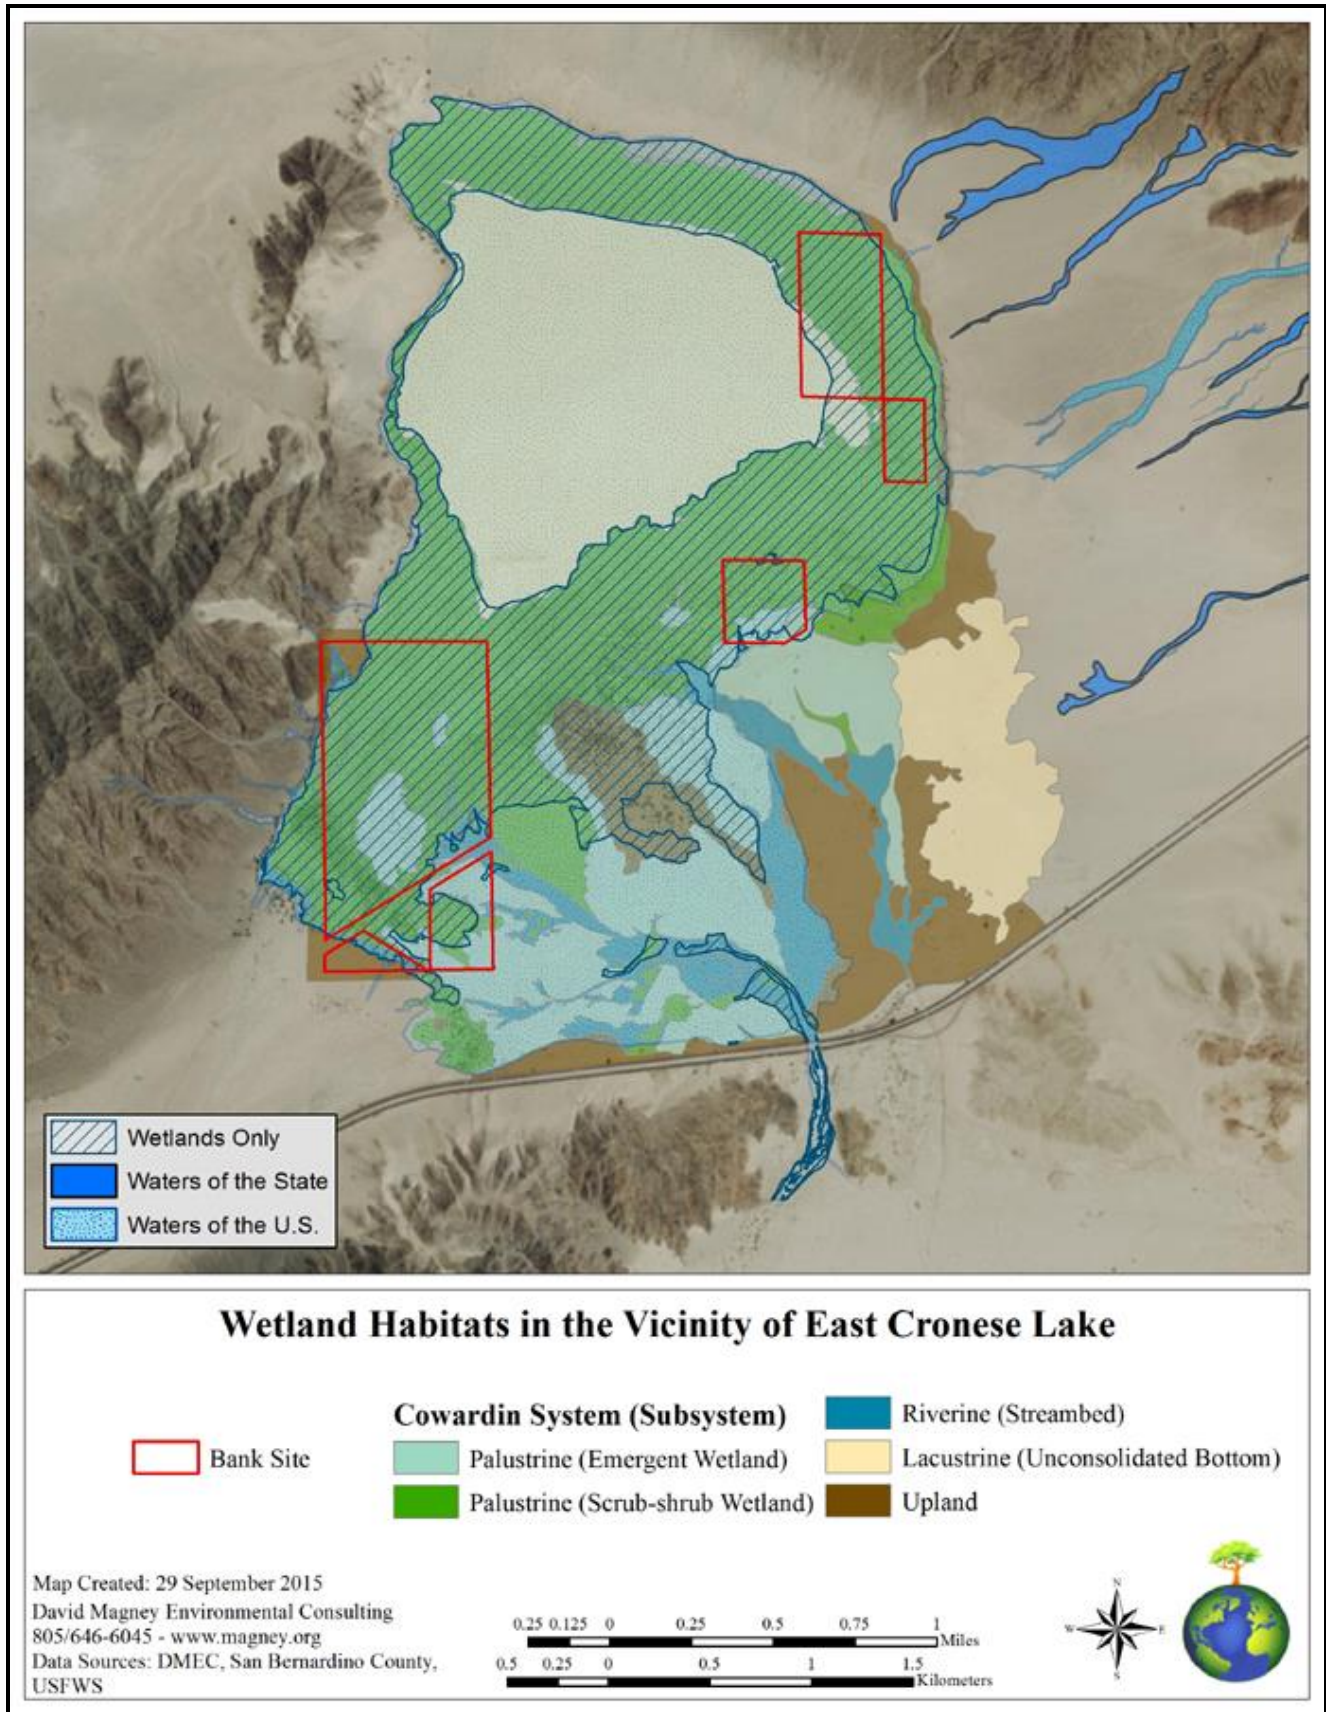 Wetlands Only
Waters of the State
Waters of the U.S.
Wetland Habitats in the Vicinity of East Cronese Lake
Bank Site
Cowardin System (Subsystem)
Palustrine (Emergent Wetland)
Palustrine (Scrub-shrub Wetland)
Riverine (Streambed)
Lacustrine (Unconsolidated Bottom)
Upland
Map Created: 29 September 2015
David Magney Environmental Consulting
805/646-6045 - www.magney.org
Data Sources: DMEC, San Bernardino County,
USFWS
0.25 0.125 0 0.25 0.5 0.75 1
Miles
0.5 0.25 0 0.5 1 1.5
Kilometers
N
W E
S